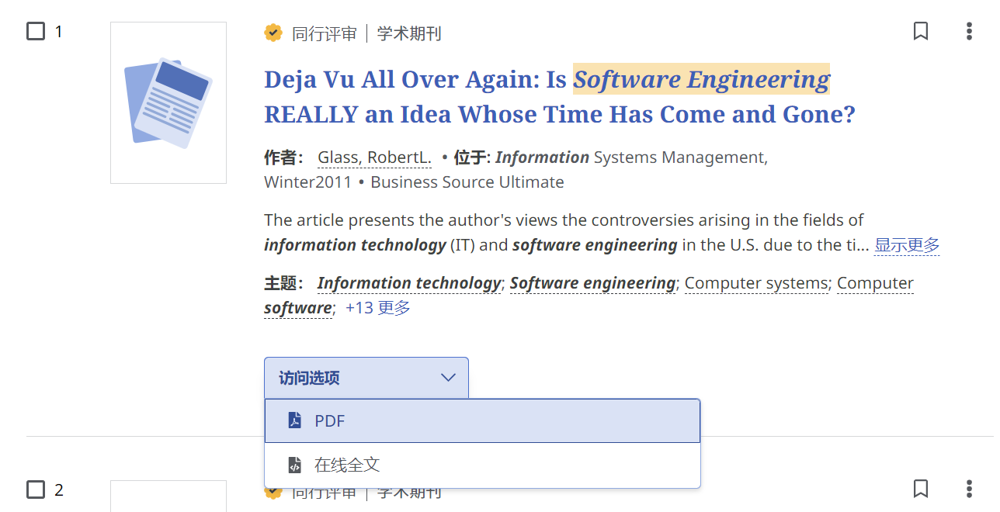 1
同行评审 | 学术期刊
Deja Vu All Over Again: Is Software Engineering
REALLY an Idea Whose Time Has Come and Gone?
作者: Glass, RobertL. • 位于: Information Systems Management,
Winter2011 • Business Source Ultimate
The article presents the author's views the controversies arising in the fields of
information technology (IT) and software engineering in the U.S. due to the ti... 显示更多
主题: Information technology; Software engineering; Computer systems; Computer
software; +13 更多
访问选项
PDF
在线全文
2
同行评审 | 学术期刊